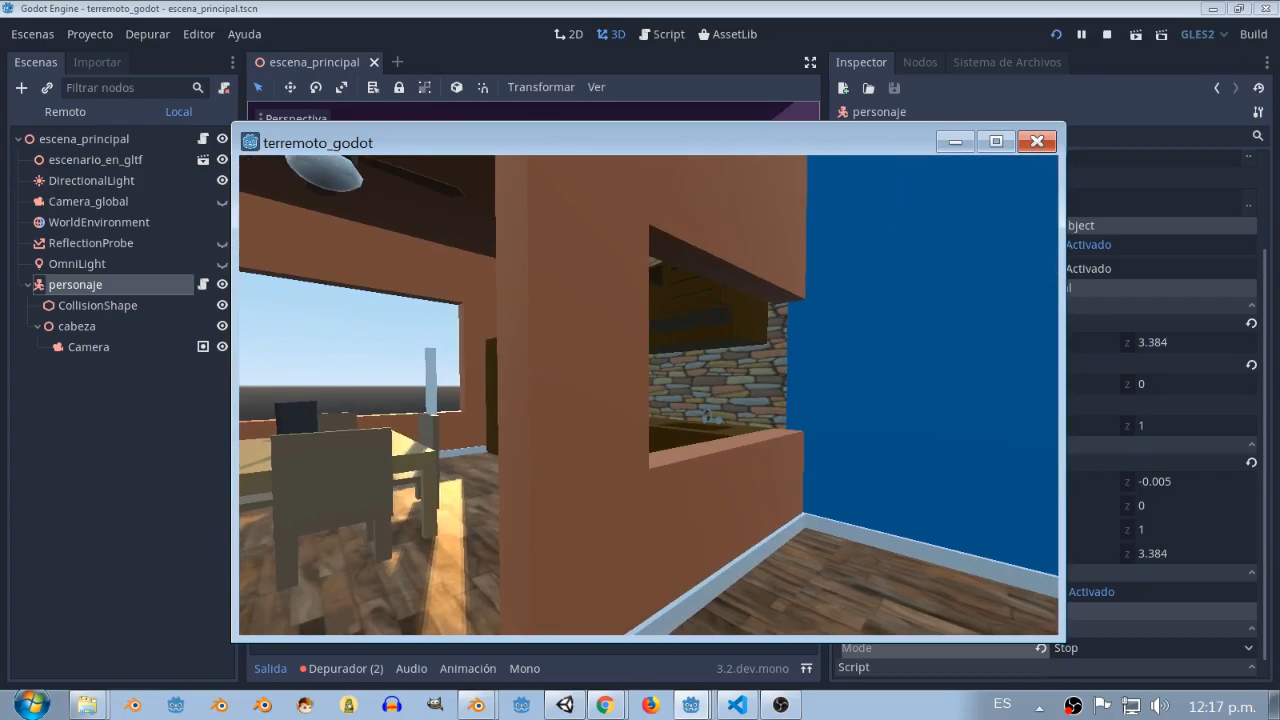 Godot Engine - terremoto_godot - escena_principal.tscn
Escenas Proyecto Depurar Editor Ayuda
2D 3D Script AssetLib
GLES2 Build
Escenas Importar
escena_principal
Inspector Nodos Sistema de Archivos
Filtrar nodos
Transformar Ver
Remoto Local
Perspectiva
personaje
escena_principal
escenario_en_gltf
DirectionalLight
Camera_global
WorldEnvironment
ReflectionProbe
OmniLight
personaje
CollisionShape
cabeza
Camera
terremoto_godot
bject
Activado
Activado
al
z 3.384
z 0
z 1
z -0.005
z 0
z 1
z 3.384
Activado
Mode Stop
Script
Salida Depurador (2) Audio Animación Mono 3.2.dev.mono
ES 12:17 p.m.